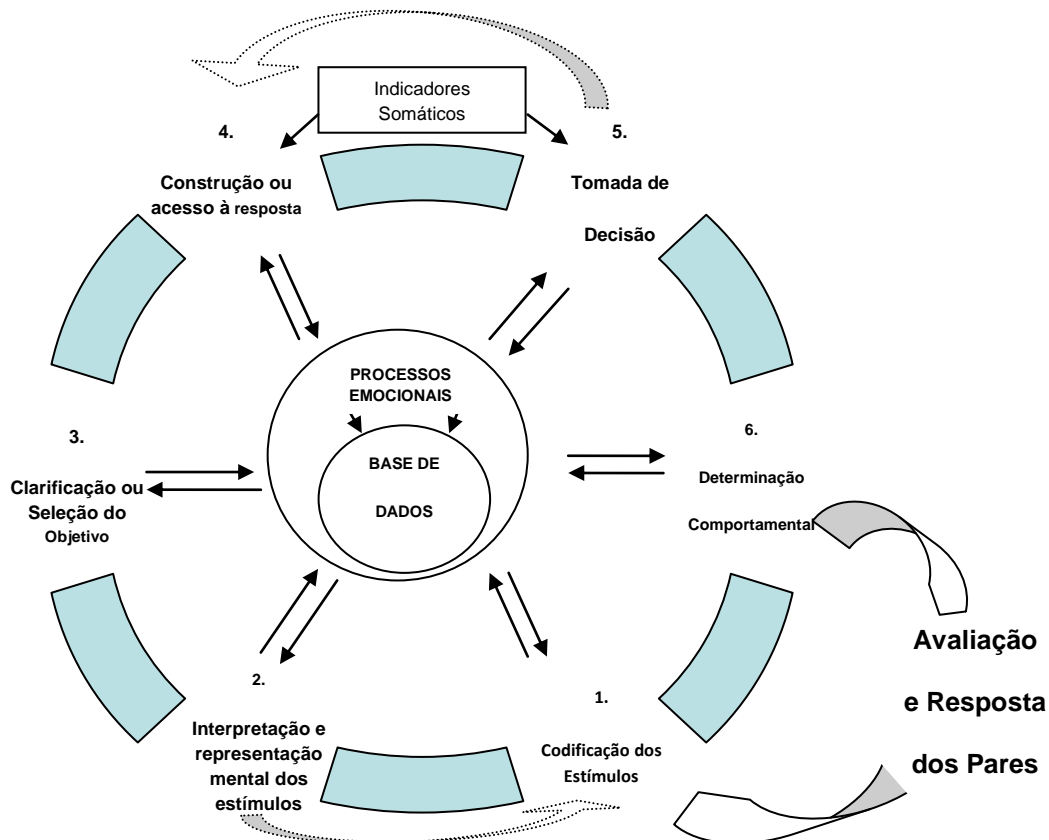 Indicadores
Somáticos
4.
Construção ou
acesso à resposta
5.
Tomada de
Decisão
PROCESSOS
EMOCIONAIS
BASE DE
DADOS
3.
Clarificação ou
Seleção do
Objetivo
6.
Determinação
Comportamental
2.
Interpretação e
representação
mental dos
estímulos
1.
Codificação dos
Estímulos
Avaliação
e Resposta
dos Pares